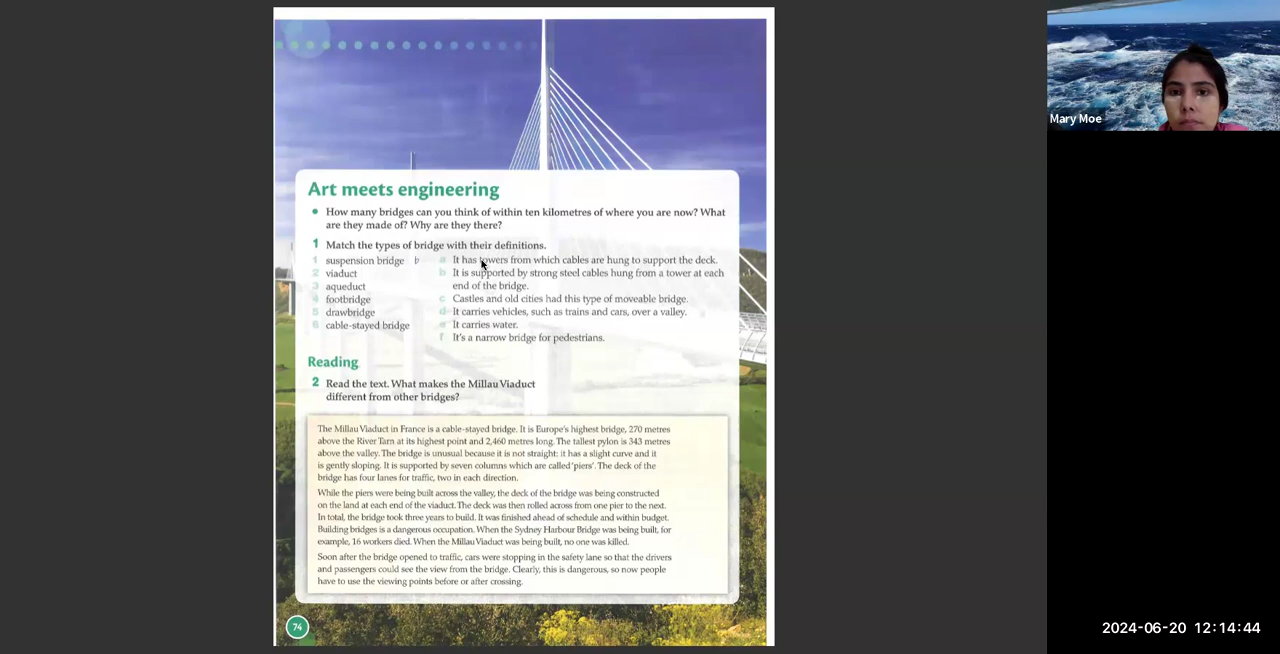 Art meets engineering
• How many bridges can you think of within ten kilometres of where you are now? What
are they made of? Why are they there?
1 Match the types of bridge with their definitions.
1 suspension bridge b
2 viaduct
3 aqueduct
4 footbridge
5 drawbridge
6 cable-stayed bridge
a It has towers from which cables are hung to support the deck.
b It is supported by strong steel cables hung from a tower at each
end of the bridge.
c Castles and old cities had this type of moveable bridge.
d It carries vehicles, such as trains and cars, over a valley.
e It carries water.
f It's a narrow bridge for pedestrians.
Reading
2 Read the text. What makes the Millau Viaduct
different from other bridges?
The Millau Viaduct in France is a cable-stayed bridge. It is Europe's highest bridge, 270 metres
above the River Tarn at its highest point and 2,460 metres long. The tallest pylon is 343 metres
above the valley. The bridge is unusual because it is not straight: it has a slight curve and it
is gently sloping. It is supported by seven columns which are called 'piers'. The deck of the
bridge has four lanes for traffic, two in each direction.
While the piers were being built across the valley, the deck of the bridge was being constructed
on the land at each end of the viaduct. The deck was then rolled across from one pier to the next.
In total, the bridge took three years to build. It was finished ahead of schedule and within budget.
Building bridges is a dangerous occupation. When the Sydney Harbour Bridge was being built, for
example, 16 workers died. When the Millau Viaduct was being built, no one was killed.
Soon after the bridge opened to traffic, cars were stopping in the safety lane so that the drivers
and passengers could see the view from the bridge. Clearly, this is dangerous, so now people
have to use the viewing points before or after crossing.
74
Mary Moe
2024-06-20 12:14:44